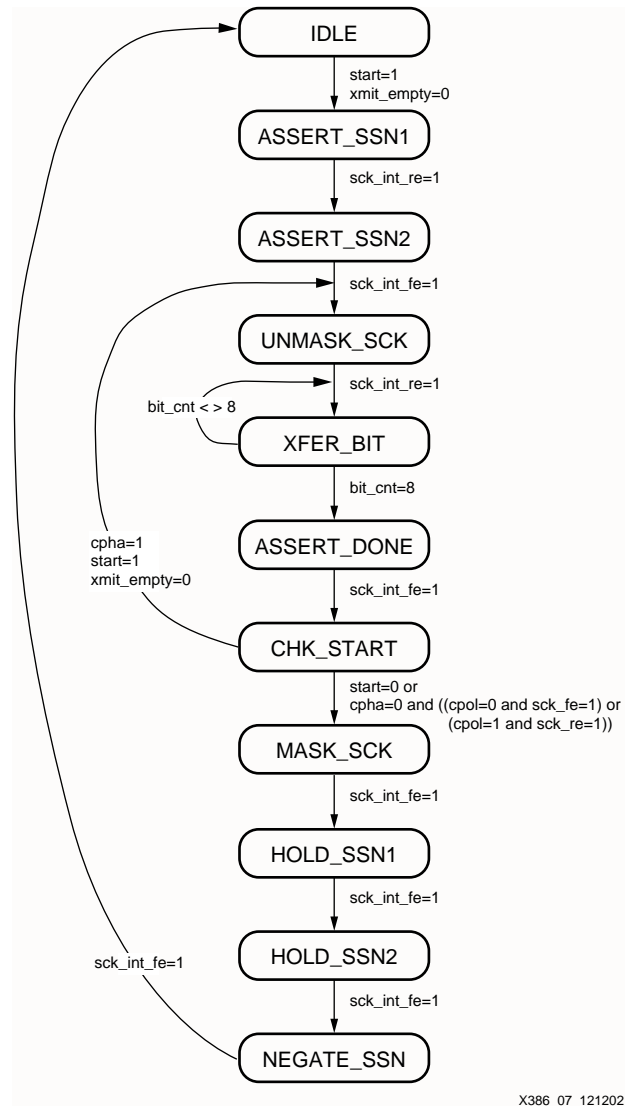 IDLE
start=1
xmit_empty=0
ASSERT_SSN1
sck_int_re=1
ASSERT_SSN2
sck_int_fe=1
UNMASK_SCK
sck_int_re=1
bit_cnt < > 8
XFER_BIT
bit_cnt=8
cpha=1
start=1
xmit_empty=0
ASSERT_DONE
sck_int_fe=1
CHK_START
start=0 or
cpha=0 and ((cpol=0 and sck_fe=1) or
(cpol=1 and sck_re=1))
MASK_SCK
sck_int_fe=1
HOLD_SSN1
sck_int_fe=1
HOLD_SSN2
sck_int_fe=1
sck_int_fe=1
NEGATE_SSN
X386_07_121202